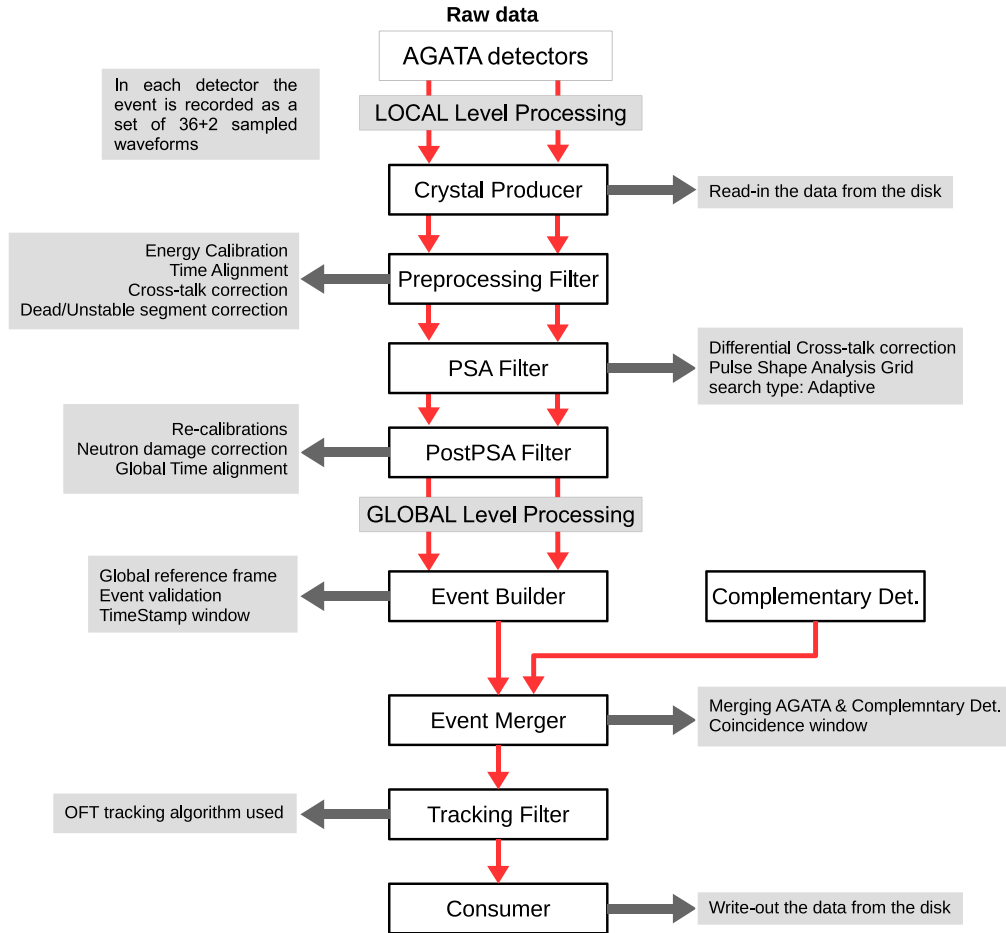 Raw data
AGATA detectors
In each detector the
event is recorded as a
set of 36+2 sampled
waveforms
LOCAL Level Processing
Crystal Producer
Read-in the data from the disk
Energy Calibration
Time Alignment
Cross-talk correction
Dead/Unstable segment correction
Preprocessing Filter
PSA Filter
Differential Cross-talk correction
Pulse Shape Analysis Grid
search type: Adaptive
Re-calibrations
Neutron damage correction
Global Time alignment
PostPSA Filter
GLOBAL Level Processing
Global reference frame
Event validation
TimeStamp window
Event Builder
Complementary Det.
Event Merger
Merging AGATA & Complemntary Det.
Coincidence window
OFT tracking algorithm used
Tracking Filter
Consumer
Write-out the data from the disk